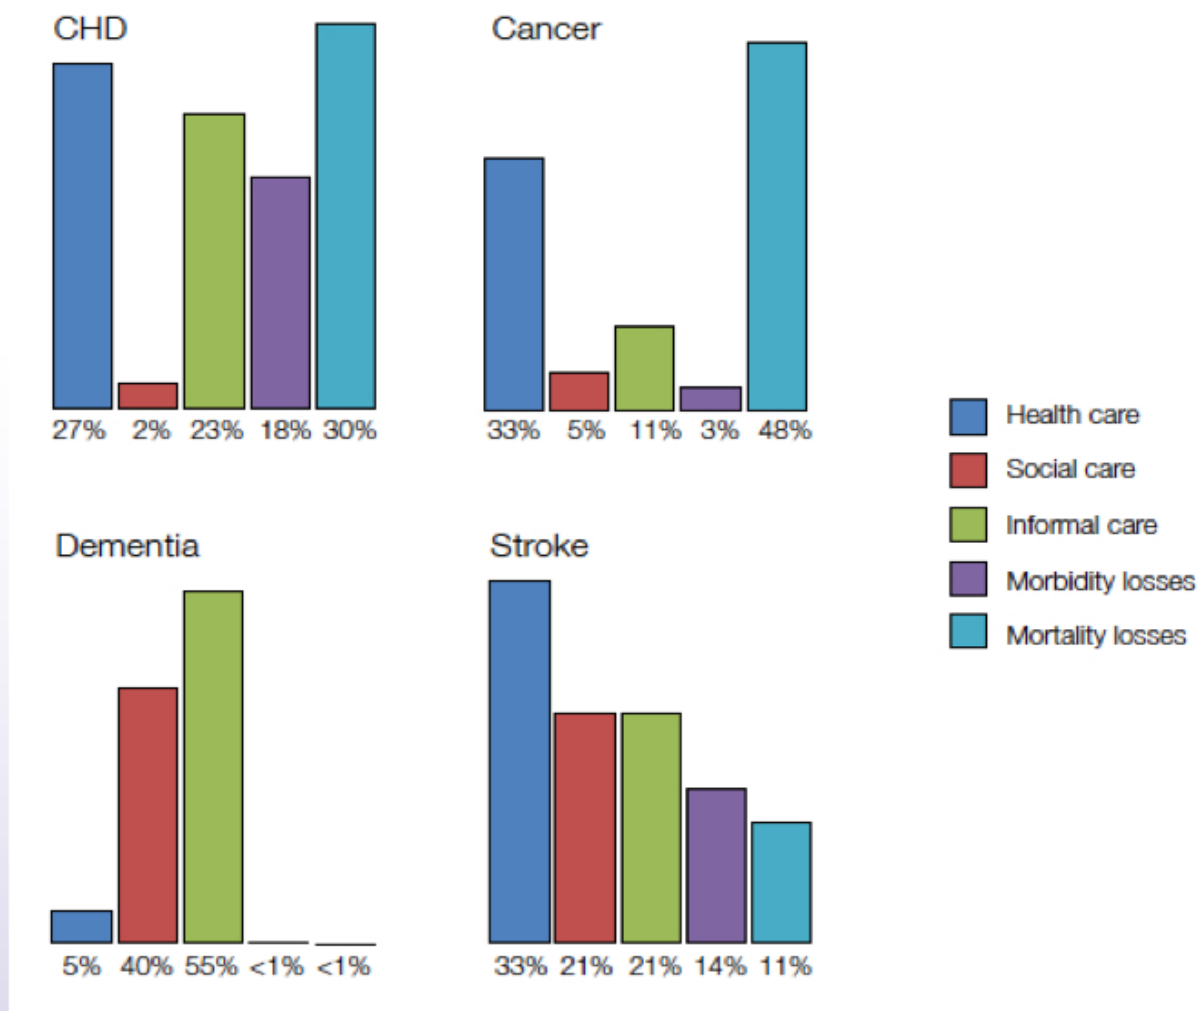 CHD
27% 2% 23% 18% 30%
Cancer
33% 5% 11% 3% 48%
Dementia
5% 40% 55% <1% <1%
Stroke
33% 21% 21% 14% 11%
Health care
Social care
Informal care
Morbidity losses
Mortality losses